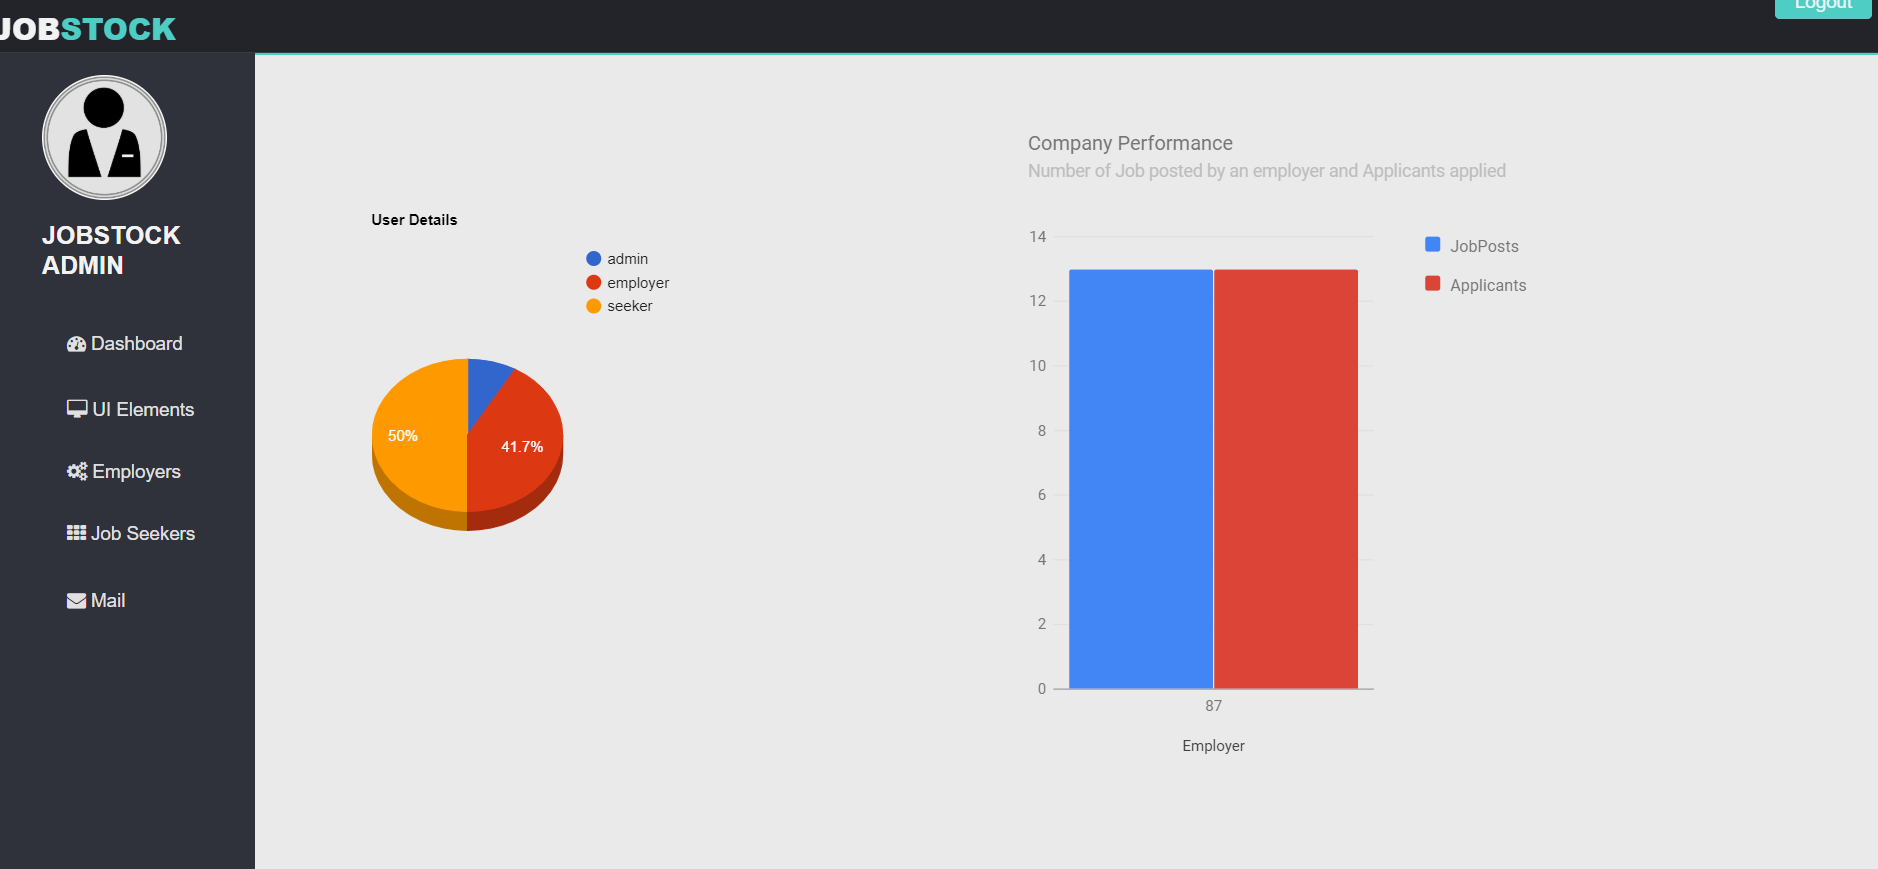 JOBSTOCK
Logout
JOBSTOCK
ADMIN
Dashboard
UI Elements
Employers
Job Seekers
Mail
User Details
admin
employer
seeker
50%
41.7%
Company Performance
Number of Job posted by an employer and Applicants applied
14
12
10
8
6
4
2
0
87
Employer
JobPosts
Applicants